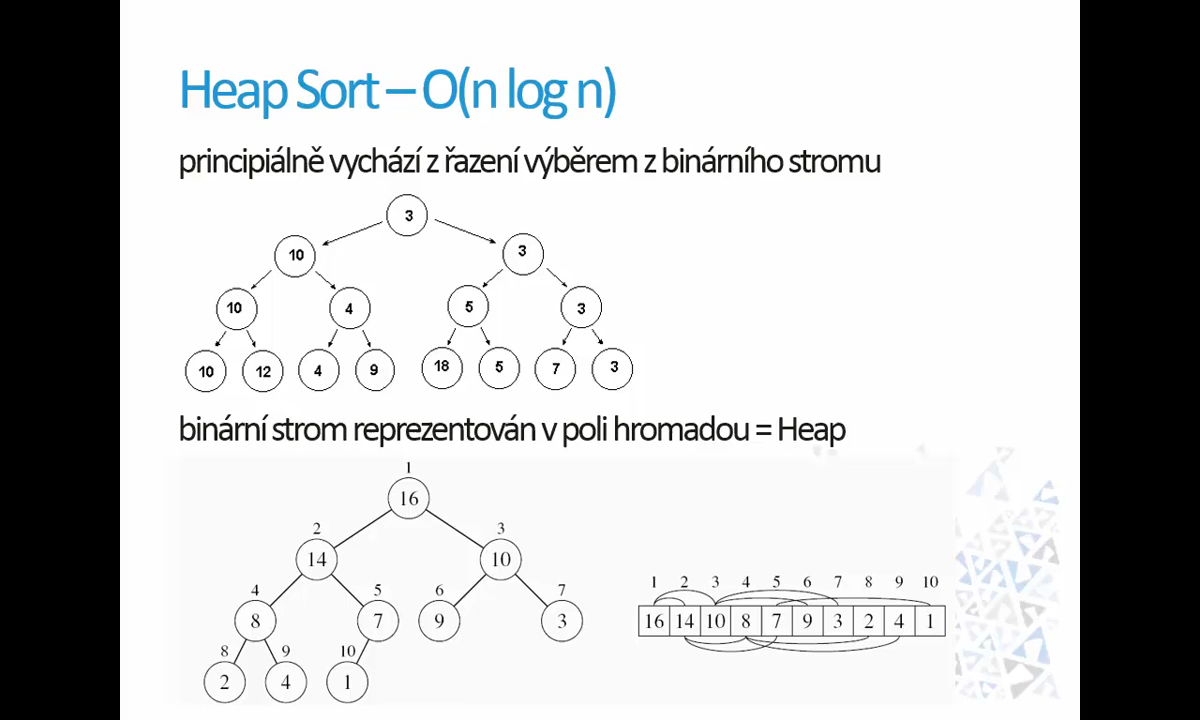 Heap Sort – O(n log n)
principiálně vychází z řazení výběrem z binárního stromu
3
10 3
10 4 5 3
10 12 4 9 18 5 7 3
binární strom reprezentován v poli hromadou = Heap
1
16
2 3
14 10
4 5 6 7
8 7 9 3
8 9 10
2 4 1
1 2 3 4 5 6 7 8 9 10
16 14 10 8 7 9 3 2 4 1